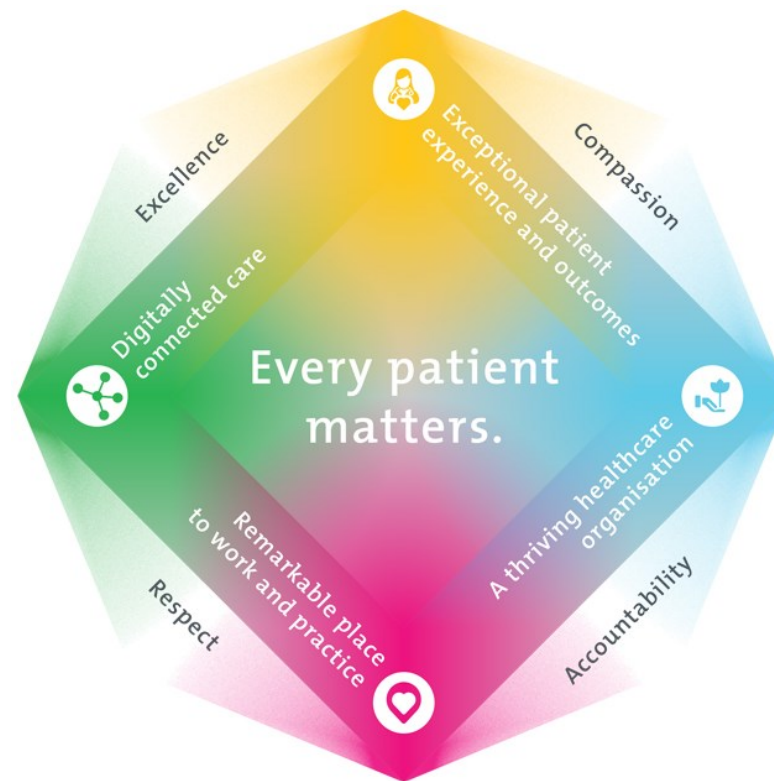 Excellence
Compassion
Exceptional patient
experience and outcomes
Digitally
connected care
Every patient
matters.
A thriving healthcare
organisation
Remarkable place
to work and practice
Respect
Accountability